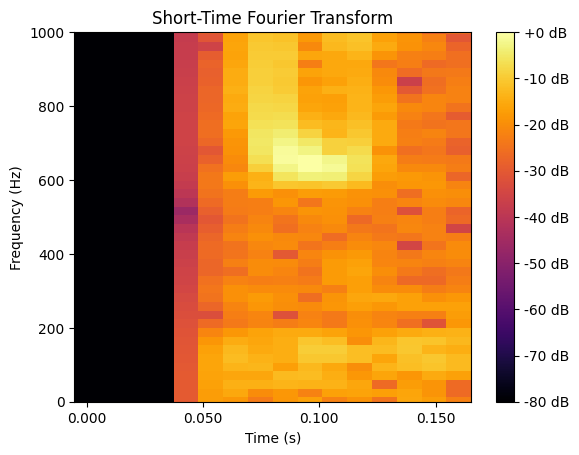 Short-Time Fourier Transform
1000
800
600
400
200
0
Frequency (Hz)
0.000
0.050
0.100
0.150
Time (s)
+0 dB
-10 dB
-20 dB
-30 dB
-40 dB
-50 dB
-60 dB
-70 dB
-80 dB